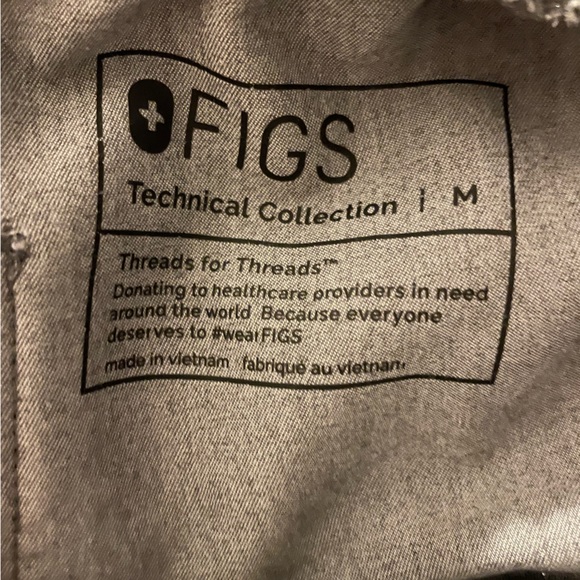 FIGS
Technical Collection | M
Threads for Threads™
Donating to healthcare providers in need
around the world Because everyone
deserves to #wearFIGS
made in vietnam fabriqué au vietnam